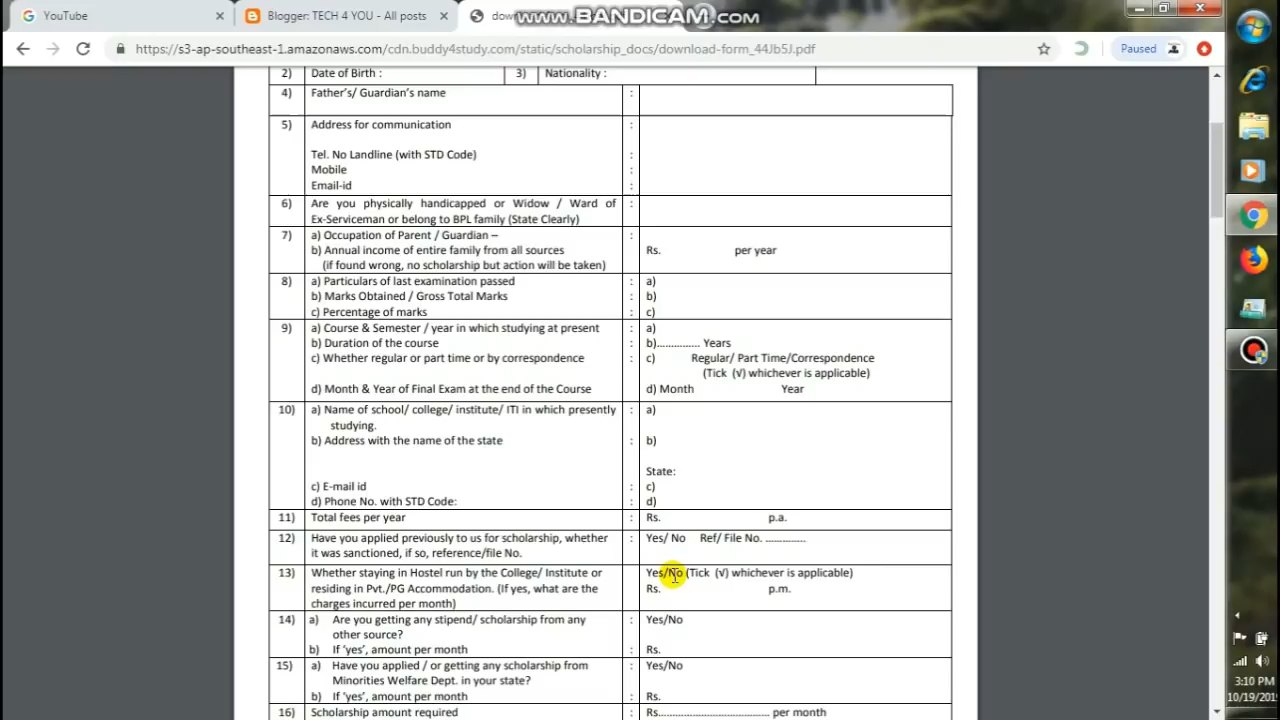 YouTube
Blogger: TECH 4 YOU - All posts
www.BANDICAM.com
https://s3-ap-southeast-1.amazonaws.com/cdn.buddy4study.com/static/scholarship_docs/download-form_44Jb5J.pdf
Paused
2) Date of Birth : 3) Nationality :
4) Father's/ Guardian's name :
5) Address for communication :
Tel. No Landline (with STD Code) :
Mobile :
Email-id :
6) Are you physically handicapped or Widow / Ward of :
Ex-Serviceman or belong to BPL family (State Clearly)
7) a) Occupation of Parent / Guardian – :
b) Annual income of entire family from all sources Rs. per year
(if found wrong, no scholarship but action will be taken)
8) a) Particulars of last examination passed : a)
b) Marks Obtained / Gross Total Marks : b)
c) Percentage of marks : c)
9) a) Course & Semester / year in which studying at present : a)
b) Duration of the course : b)............... Years
c) Whether regular or part time or by correspondence : c) Regular/ Part Time/Correspondence
(Tick (√) whichever is applicable)
d) Month & Year of Final Exam at the end of the Course d) Month Year
10) a) Name of school/ college/ institute/ ITI in which presently : a)
studying.
b) Address with the name of the state : b)
State:
c) E-mail id : c)
d) Phone No. with STD Code: : d)
11) Total fees per year : Rs. p.a.
12) Have you applied previously to us for scholarship, whether : Yes/ No Ref/ File No. ..............
it was sanctioned, if so, reference/file No.
13) Whether staying in Hostel run by the College/ Institute or : Yes/No (Tick (√) whichever is applicable)
residing in Pvt./PG Accommodation. (If yes, what are the Rs. p.m.
charges incurred per month)
14) a) Are you getting any stipend/ scholarship from any : Yes/No
other source?
b) If 'yes', amount per month : Rs.
15) a) Have you applied / or getting any scholarship from : Yes/No
Minorities Welfare Dept. in your state?
b) If 'yes', amount per month : Rs.
16) Scholarship amount required : Rs....................................... per month
3:10 PM